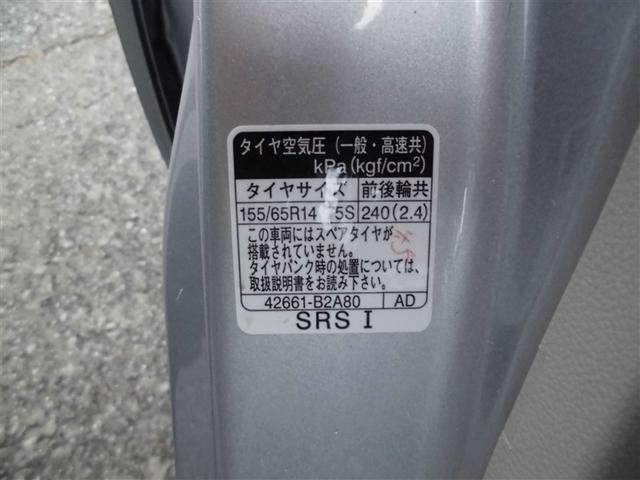 タイヤ空気圧 (一般・高速共)
kPa(kgf/cm²)
タイヤサイズ 前後輪共
155/65R14 75S 240(2.4)
この車両にはスペアタイヤが
搭載されていません。
タイヤパンク時の処置については、
取扱説明書をお読み下さい。
42661-B2A80 AD
SRS I